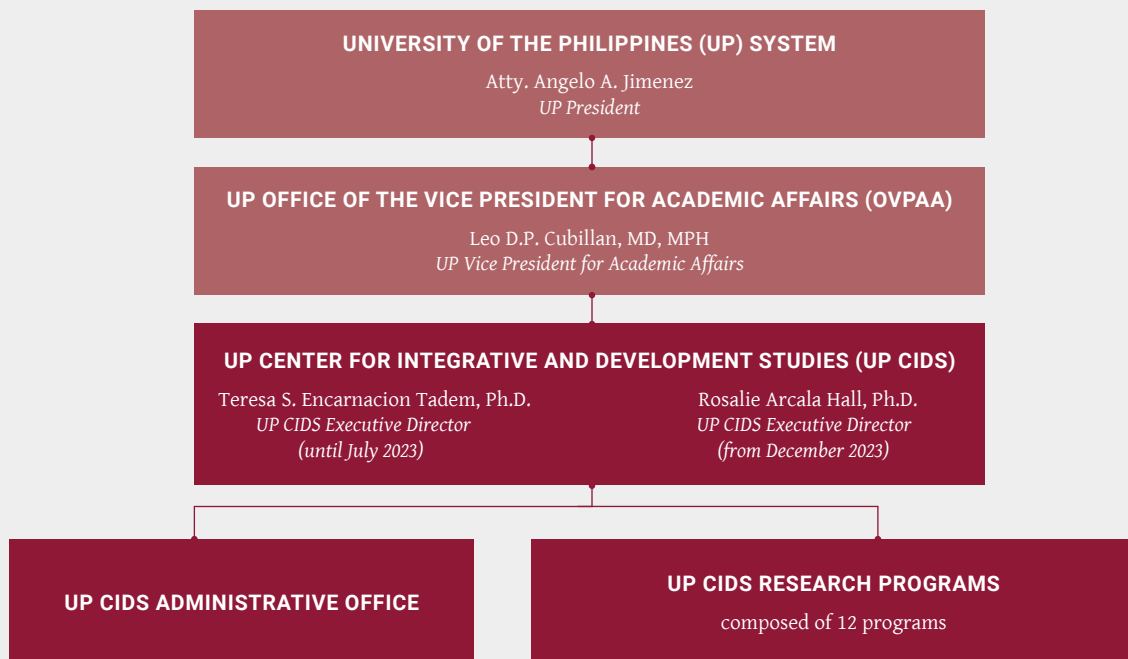 UNIVERSITY OF THE PHILIPPINES (UP) SYSTEM
Atty. Angelo A. Jimenez
UP President
UP OFFICE OF THE VICE PRESIDENT FOR ACADEMIC AFFAIRS (OVPAA)
Leo D.P. Cubillan, MD, MPH
UP Vice President for Academic Affairs
UP CENTER FOR INTEGRATIVE AND DEVELOPMENT STUDIES (UP CIDS)
Teresa S. Encarnacion Tadem, Ph.D.
UP CIDS Executive Director
(until July 2023)
Rosalie Arcala Hall, Ph.D.
UP CIDS Executive Director
(from December 2023)
UP CIDS ADMINISTRATIVE OFFICE
UP CIDS RESEARCH PROGRAMS
composed of 12 programs